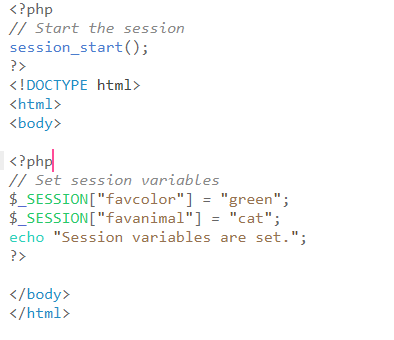 <?php
// Start the session
session_start();
?>
<!DOCTYPE html>
<html>
<body>
<?php
// Set session variables
$_SESSION["favcolor"] = "green";
$_SESSION["favanimal"] = "cat";
echo "Session variables are set.";
?>
</body>
</html>